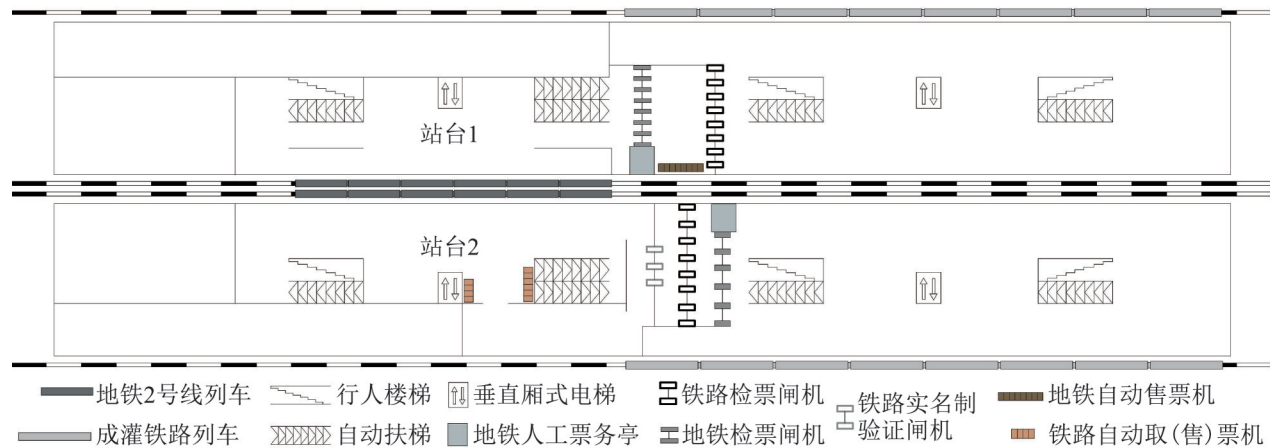 站台1
站台2
地铁2号线列车
行人楼梯
垂直厢式电梯
铁路检票闸机
铁路实名制
验证闸机
地铁自动售票机
成灌铁路列车
自动扶梯
地铁人工票务亭
地铁检票闸机
铁路自动取(售)票机